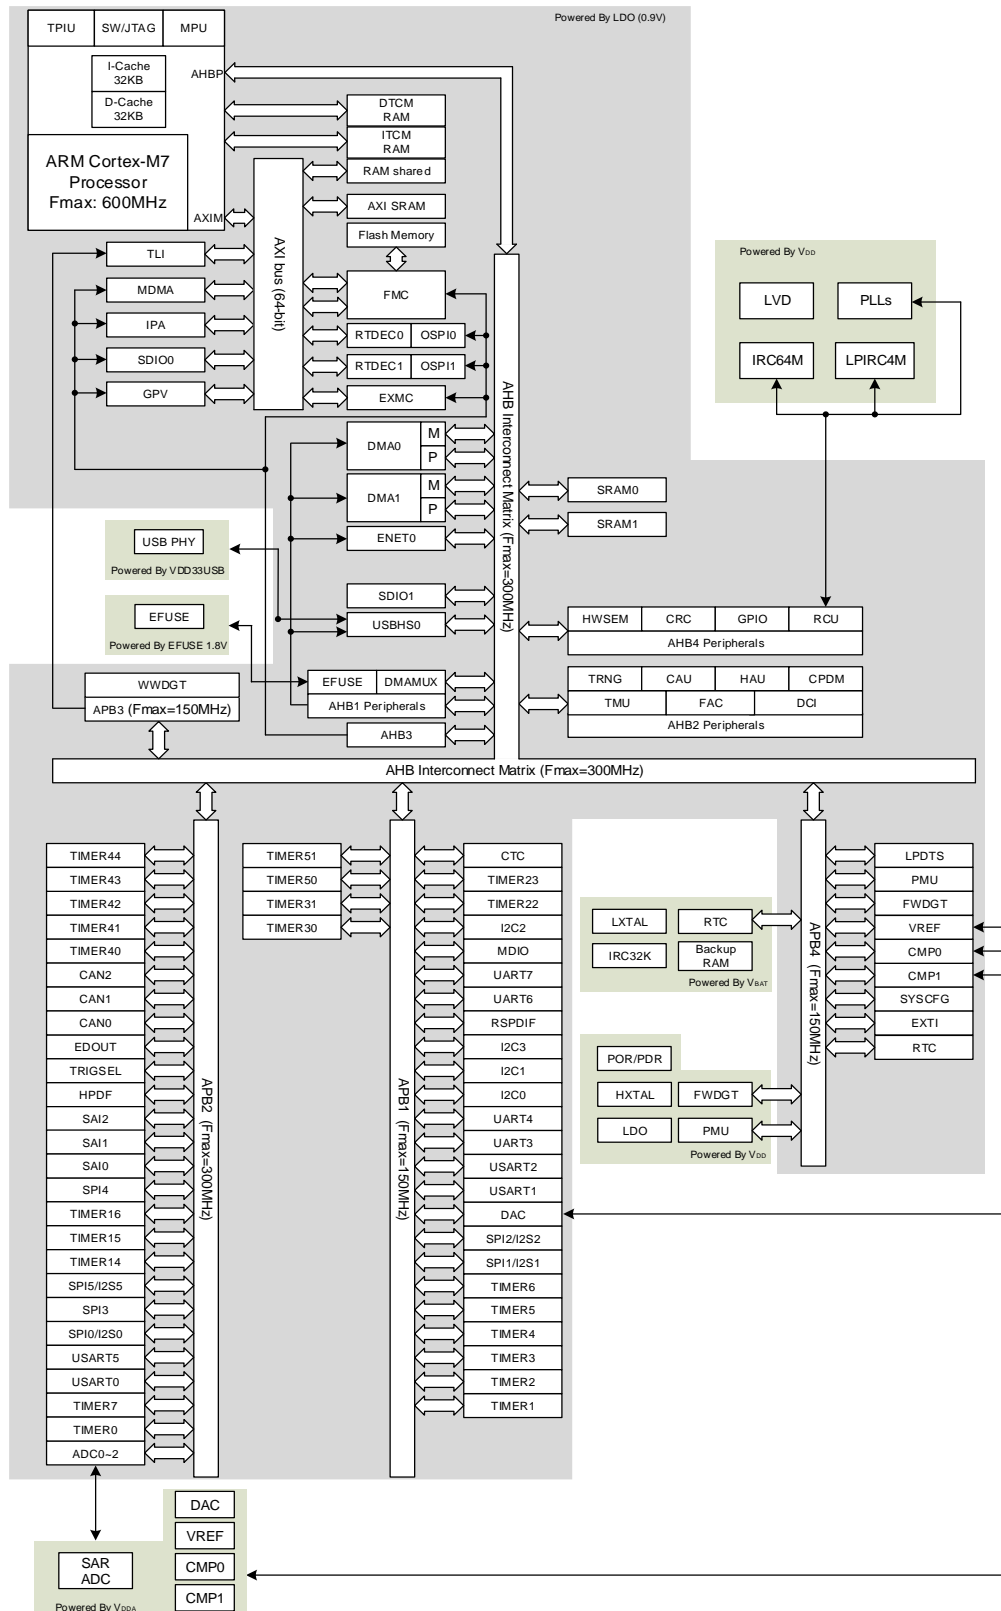 Powered By LDO (0.9V)
TPIU
SW/JTAG
MPU
I-Cache
32KB
D-Cache
32KB
AHBP
ARM Cortex-M7
Processor
Fmax: 600MHz
AXIM
DTCM
RAM
ITCM
RAM
RAM shared
AXI SRAM
Flash Memory
FMC
RTDEC0
OSPI0
RTDEC1
OSPI1
EXMC
AXI bus (64-bit)
TLI
MDMA
IPA
SDIO0
GPV
Powered By VDD
LVD
PLLs
IRC64M
LPIRC4M
AHB Interconnect Matrix (Fmax=300MHz)
DMA0
M
P
DMA1
M
P
ENET0
SDIO1
USBHS0
SRAM0
SRAM1
USB PHY
Powered By VDD33USB
EFUSE
Powered By EFUSE 1.8V
HWSEM
CRC
GPIO
RCU
AHB4 Peripherals
TRNG
CAU
HAU
CPDM
TMU
FAC
DCI
AHB2 Peripherals
WWDGT
APB3 (Fmax=150MHz)
EFUSE
DMAMUX
AHB1 Peripherals
AHB3
AHB Interconnect Matrix (Fmax=300MHz)
TIMER44
TIMER43
TIMER42
TIMER41
TIMER40
CAN2
CAN1
CAN0
EDOUT
TRIGSEL
HPDF
SAI2
SAI1
SAI0
SPI4
TIMER16
TIMER15
TIMER14
SPI5/I2S5
SPI3
SPI0/I2S0
USART5
USART0
TIMER7
TIMER0
ADC0~2
APB2 (Fmax=300MHz)
TIMER51
TIMER50
TIMER31
TIMER30
APB1 (Fmax=150MHz)
CTC
TIMER23
TIMER22
I2C2
MDIO
UART7
UART6
RSPDIF
I2C3
I2C1
I2C0
UART4
UART3
USART2
USART1
DAC
SPI2/I2S2
SPI1/I2S1
TIMER6
TIMER5
TIMER4
TIMER3
TIMER2
TIMER1
LXTAL
RTC
IRC32K
Backup
RAM
Powered By VBAT
POR/PDR
HXTAL
FWDGT
LDO
PMU
Powered By VDD
APB4 (Fmax=150MHz)
LPDTS
PMU
FWDGT
VREF
CMP0
CMP1
SYSCFG
EXTI
RTC
SAR
ADC
Powered By VDDA
DAC
VREF
CMP0
CMP1